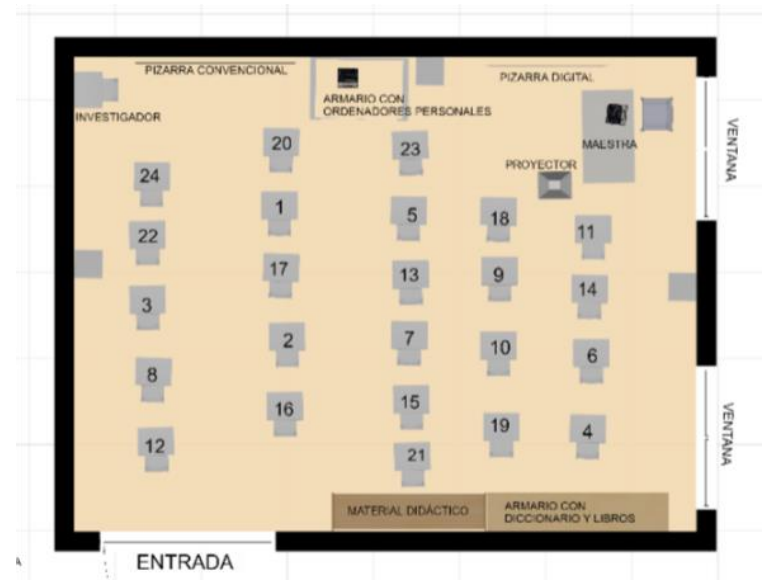 PIZARRA CONVENCIONAL
PIZARRA DIGITAL
ARMARIO CON
ORDENADORES PERSONALES
INVESTIGADOR
MAESTRA
VENTANA
PROYECTOR
20
23
24
1
5
18
11
22
17
13
9
14
3
2
7
10
6
8
16
15
19
4
12
21
VENTANA
MATERIAL DIDÁCTICO
ARMARIO CON
DICCIONARIO Y LIBROS
ENTRADA